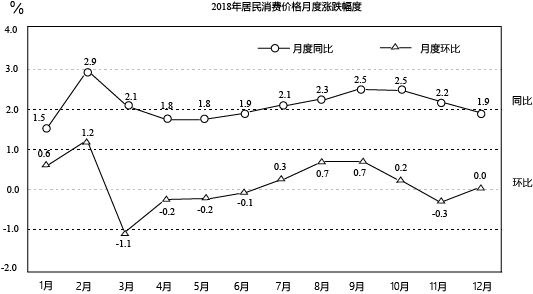 2018年居民消费价格月度涨跌幅度
%
月度同比 月度环比
4.0
3.0
2.0
1.0
0.0
-1.0
-2.0
1.5 2.9 2.1 1.8 1.8 1.9 2.1 2.3 2.5 2.5 2.2 1.9
同比
0.6 1.2 -1.1 -0.2 -0.2 -0.1 0.3 0.7 0.7 0.2 -0.3 0.0
环比
1月 2月 3月 4月 5月 6月 7月 8月 9月 10月 11月 12月